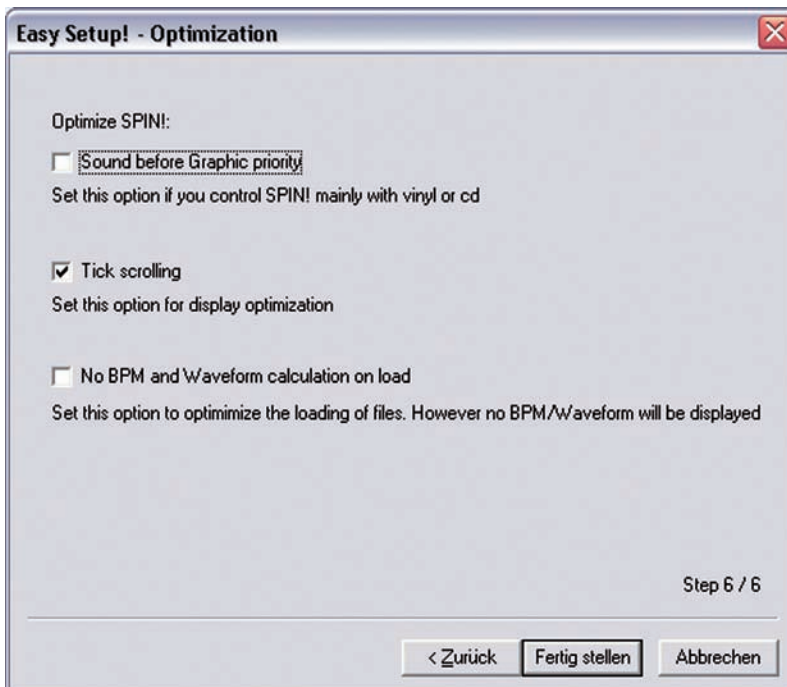 Easy Setup! - Optimization
Optimize SPIN!:
Sound before Graphic priority
Set this option if you control SPIN! mainly with vinyl or cd
Tick scrolling
Set this option for display optimization
No BPM and Waveform calculation on load
Set this option to optimimize the loading of files. However no BPM/Waveform will be displayed
Step 6 / 6
< Zurück
Fertig stellen
Abbrechen